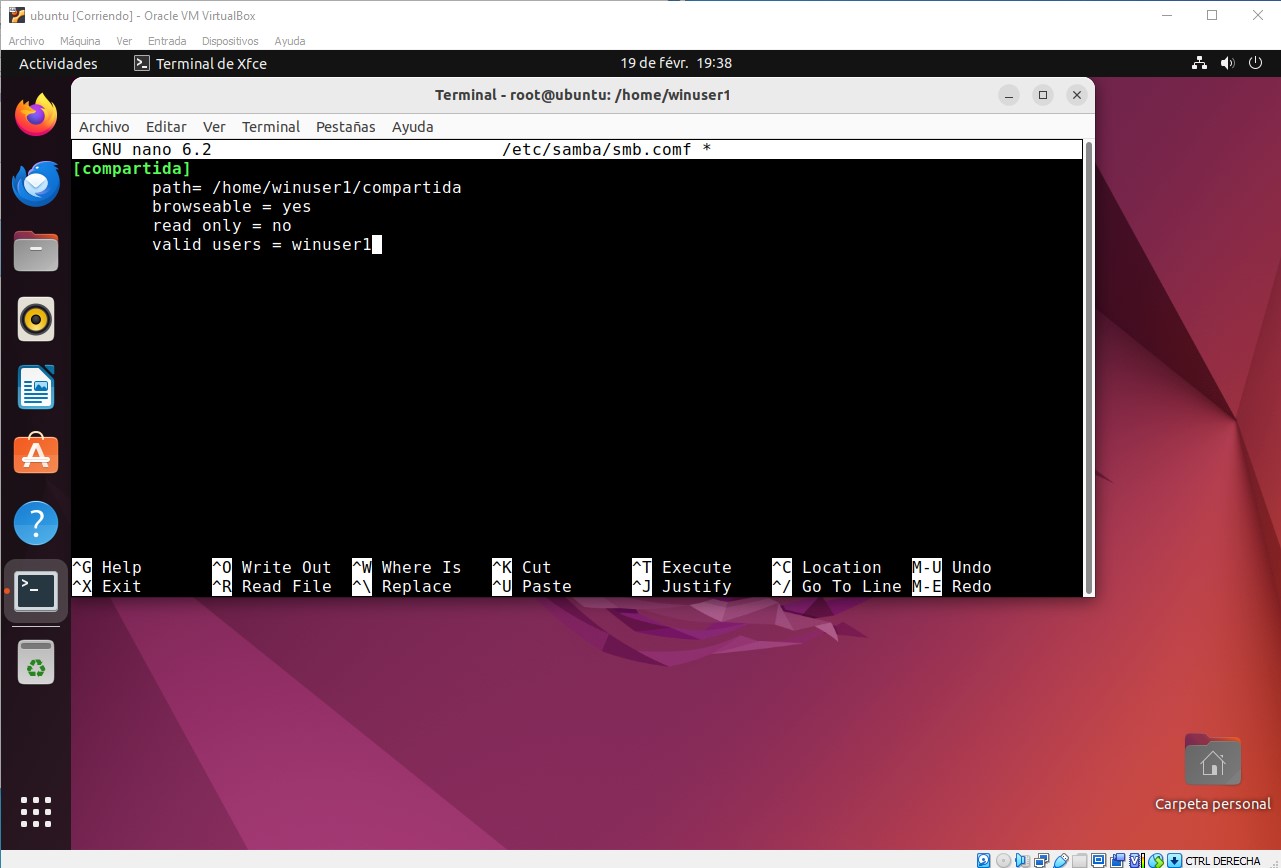 ubuntu [Corriendo] - Oracle VM VirtualBox
Archivo Máquina Ver Entrada Dispositivos Ayuda
Actividades Terminal de Xfce 19 de févr. 19:38
Terminal - root@ubuntu: /home/winuser1
Archivo Editar Ver Terminal Pestañas Ayuda
GNU nano 6.2 /etc/samba/smb.comf *
[compartida]
path= /home/winuser1/compartida
browseable = yes
read only = no
valid users = winuser1
^G Help ^O Write Out ^W Where Is ^K Cut ^T Execute ^C Location M-U Undo
^X Exit ^R Read File ^\ Replace ^U Paste ^J Justify ^/ Go To Line M-E Redo
Carpeta personal
CTRL DERECHA